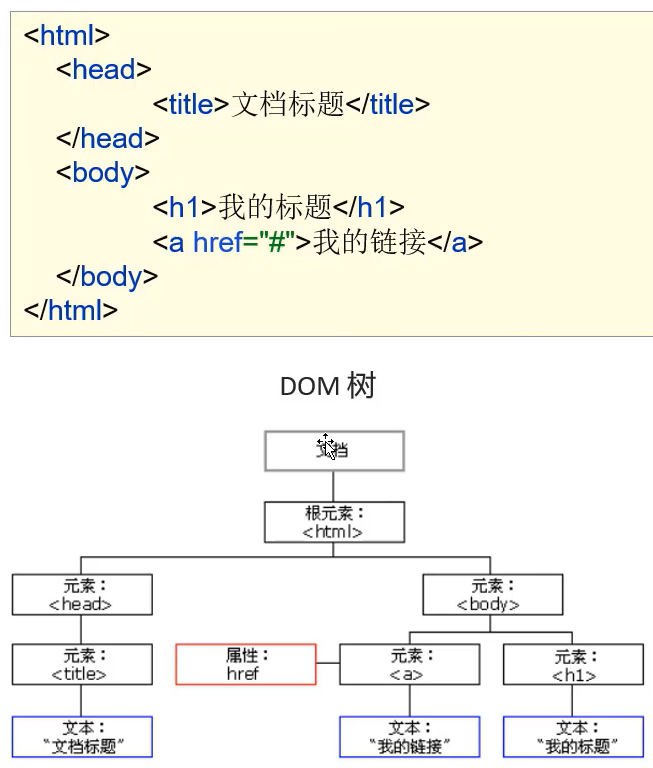 <html>
<head>
<title>文档标题</title>
</head>
<body>
<h1>我的标题</h1>
<a href="#">我的链接</a>
</body>
</html>
DOM 树
文档
根元素：
<html>
元素：
<head>
元素：
<body>
元素：
<title>
属性：
href
元素：
<a>
元素：
<h1>
文本：
“文档标题”
文本：
“我的链接”
文本：
“我的标题”